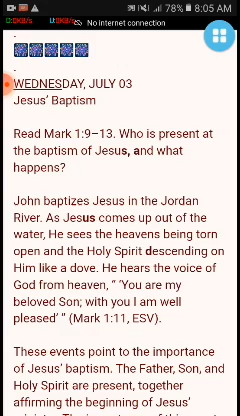 78% 8:05 AM
No internet connection
.
.
WEDNESDAY, JULY 03
Jesus' Baptism
Read Mark 1:9–13. Who is present at
the baptism of Jesus, and what
happens?
John baptizes Jesus in the Jordan
River. As Jesus comes up out of the
water, He sees the heavens being torn
open and the Holy Spirit descending on
Him like a dove. He hears the voice of
God from heaven, “ ‘You are my
beloved Son; with you I am well
pleased’ ” (Mark 1:11, ESV).
These events point to the importance
of Jesus’ baptism. The Father, Son, and
Holy Spirit are present, together
affirming the beginning of Jesus’